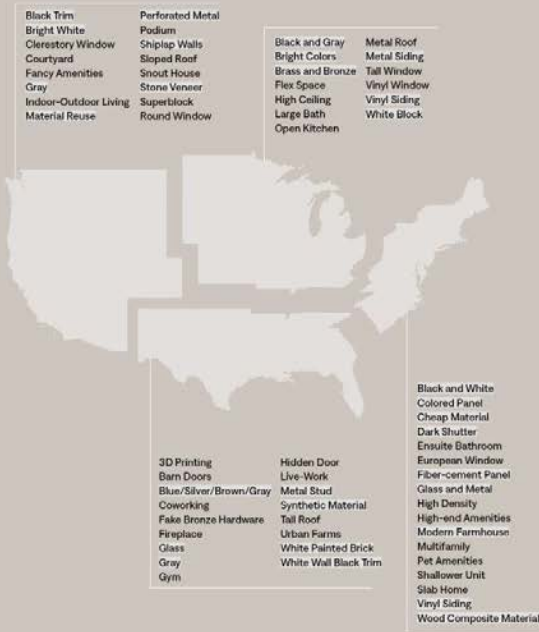 Black Trim
Bright White
Clerestory Window
Courtyard
Fancy Amenities
Gray
Indoor-Outdoor Living
Material Reuse
Perforated Metal
Podium
Shiplap Walls
Sloped Roof
Snout House
Stone Veneer
Superblock
Round Window
Black and Gray
Bright Colors
Brass and Bronze
Flex Space
High Ceiling
Large Bath
Open Kitchen
Metal Roof
Metal Siding
Tall Window
Vinyl Window
Vinyl Siding
White Block
3D Printing
Barn Doors
Blue/Silver/Brown/Gray
Coworking
Fake Bronze Hardware
Fireplace
Glass
Gray
Gym
Hidden Door
Live-Work
Metal Stud
Synthetic Material
Tall Roof
Urban Farms
White Painted Brick
White Wall Black Trim
Black and White
Colored Panel
Cheap Material
Dark Shutter
Ensuite Bathroom
European Window
Fiber-cement Panel
Glass and Metal
High Density
High-end Amenities
Modern Farmhouse
Multifamily
Pet Amenities
Shallower Unit
Slab Home
Vinyl Siding
Wood Composite Material